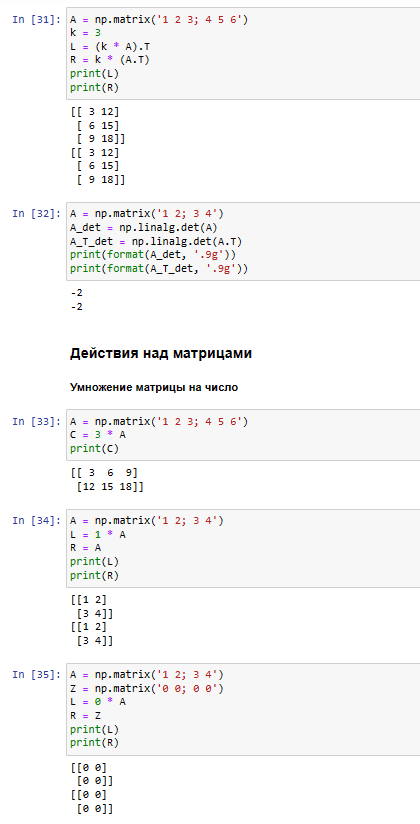 In [31]: A = np.matrix('1 2 3; 4 5 6')
k = 3
L = (k * A).T
R = k * (A.T)
print(L)
print(R)
[[ 3 12]
 [ 6 15]
 [ 9 18]]
[[ 3 12]
 [ 6 15]
 [ 9 18]]
In [32]: A = np.matrix('1 2; 3 4')
A_det = np.linalg.det(A)
A_T_det = np.linalg.det(A.T)
print(format(A_det, '.9g'))
print(format(A_T_det, '.9g'))
-2
-2
Действия над матрицами
Умножение матрицы на число
In [33]: A = np.matrix('1 2 3; 4 5 6')
C = 3 * A
print(C)
[[ 3  6  9]
 [12 15 18]]
In [34]: A = np.matrix('1 2; 3 4')
L = 1 * A
R = A
print(L)
print(R)
[[1 2]
 [3 4]]
[[1 2]
 [3 4]]
In [35]: A = np.matrix('1 2; 3 4')
Z = np.matrix('0 0; 0 0')
L = 0 * A
R = Z
print(L)
print(R)
[[0 0]
 [0 0]]
[[0 0]
 [0 0]]